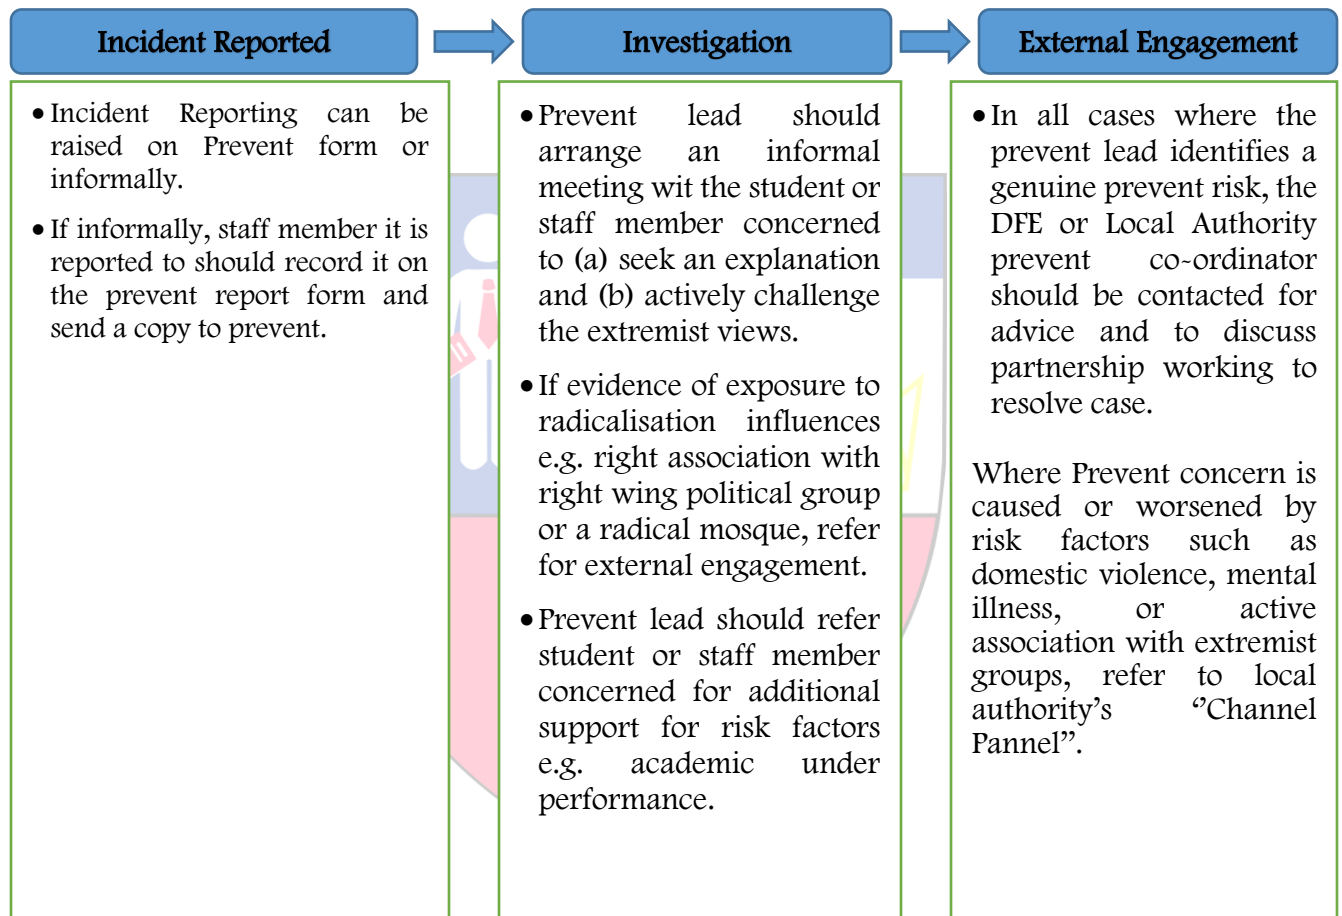 Incident Reported
Investigation
External Engagement
• Incident Reporting can be
raised on Prevent form or
informally.
• If informally, staff member it is
reported to should record it on
the prevent report form and
send a copy to prevent.
• Prevent lead should
arrange an informal
meeting wit the student or
staff member concerned
to (a) seek an explanation
and (b) actively challenge
the extremist views.
• If evidence of exposure to
radicalisation influences
e.g. right association with
right wing political group
or a radical mosque, refer
for external engagement.
• Prevent lead should refer
student or staff member
concerned for additional
support for risk factors
e.g. academic under
performance.
• In all cases where the
prevent lead identifies a
genuine prevent risk, the
DFE or Local Authority
prevent co-ordinator
should be contacted for
advice and to discuss
partnership working to
resolve case.
Where Prevent concern is
caused or worsened by
risk factors such as
domestic violence, mental
illness, or active
association with extremist
groups, refer to local
authority’s ‘’Channel
Pannel’’.